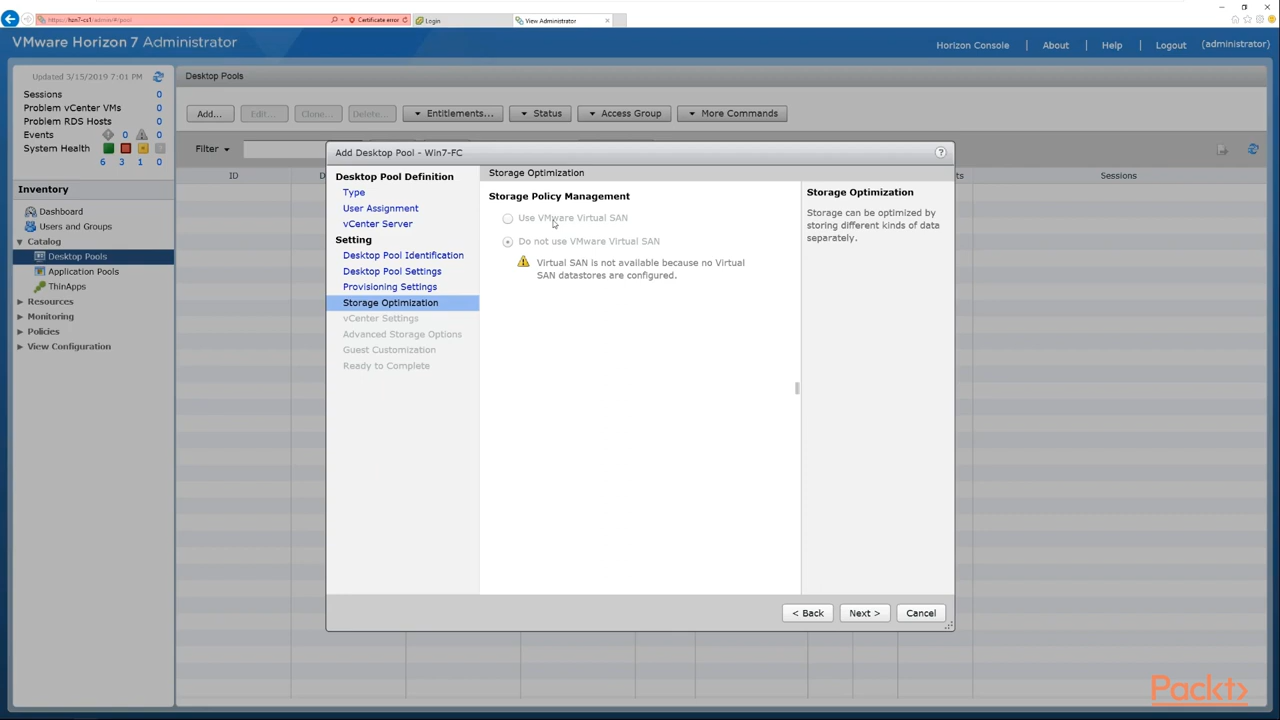 https://hsn7-cs1/admin/#/pool
Certificate error
Login
View Administrator
VMware Horizon 7 Administrator
Horizon Console
About
Help
Logout
(administrator)
Updated 3/15/2019 7:01 PM
Sessions 0
Problem vCenter VMs 0
Problem RDS Hosts 0
Events 0 0
System Health
6 3 1 0
Inventory
Dashboard
Users and Groups
Catalog
Desktop Pools
Application Pools
ThinApps
Resources
Monitoring
Policies
View Configuration
Desktop Pools
Add...
Edit...
Clone...
Delete...
Entitlements...
Status
Access Group
More Commands
Filter
ID
D
ts
Sessions
Add Desktop Pool - Win7-FC
?
Desktop Pool Definition
Type
User Assignment
vCenter Server
Setting
Desktop Pool Identification
Desktop Pool Settings
Provisioning Settings
Storage Optimization
vCenter Settings
Advanced Storage Options
Guest Customization
Ready to Complete
Storage Optimization
Storage Policy Management
Use VMware Virtual SAN
Do not use VMware Virtual SAN
Virtual SAN is not available because no Virtual
SAN datastores are configured.
Storage Optimization
Storage can be optimized by
storing different kinds of data
separately.
< Back
Next >
Cancel
Packt>